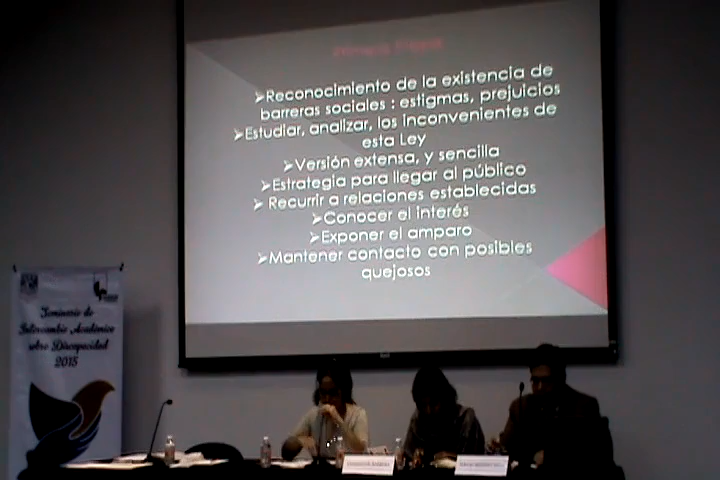 ➢Reconocimiento de la existencia de
barreras sociales : estigmas, prejuicios
➢Estudiar, analizar, los inconvenientes de
esta Ley
➢Versión extensa, y sencilla
➢Estrategia para llegar al público
➢ Recurrir a relaciones establecidas
➢Conocer el interés
➢Exponer el amparo
➢Mantener contacto con posibles
quejosos
Seminario de
Intercambio Académico
sobre Discapacidad
2015